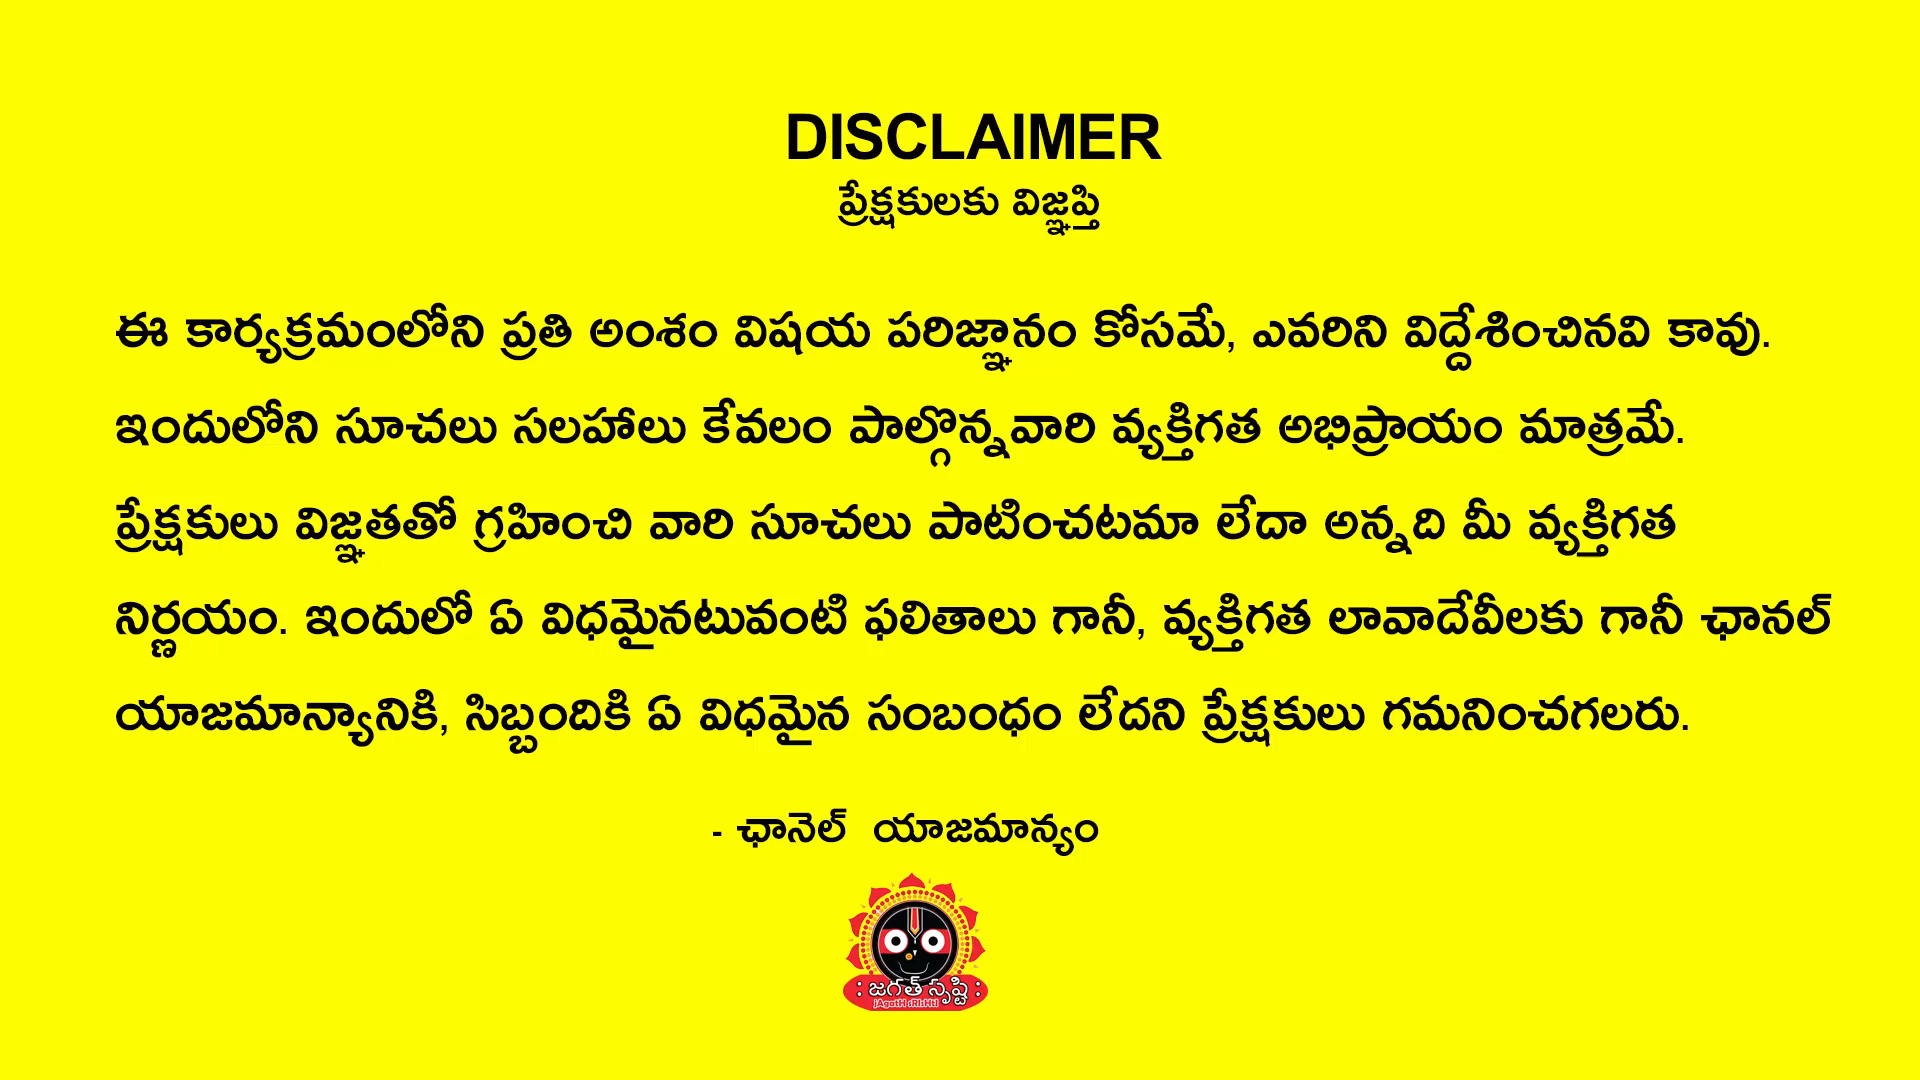 DISCLAIMER
ప్రేక్షకులకు విజ్ఞప్తి
ఈ కార్యక్రమంలోని ప్రతి అంశం విషయ పరిజ్ఞానం కోసమే, ఎవరిని విద్దేశించినవి కావు.
ఇందులోని సూచలు సలహాలు కేవలం పాల్గొన్నవారి వ్యక్తిగత అభిప్రాయం మాత్రమే.
ప్రేక్షకులు విజ్ఞతతో గ్రహించి వారి సూచలు పాటించటమా లేదా అన్నది మీ వ్యక్తిగత
నిర్ణయం. ఇందులో ఏ విధమైనటువంటి ఫలితాలు గానీ, వ్యక్తిగత లావాదేవీలకు గానీ ఛానల్
యాజమాన్యానికి, సిబ్బందికి ఏ విధమైన సంబంధం లేదని ప్రేక్షకులు గమనించగలరు.
- ఛానెల్ యాజమాన్యం
: జగత్ సృష్టి :
jAgatH sRIsHtI